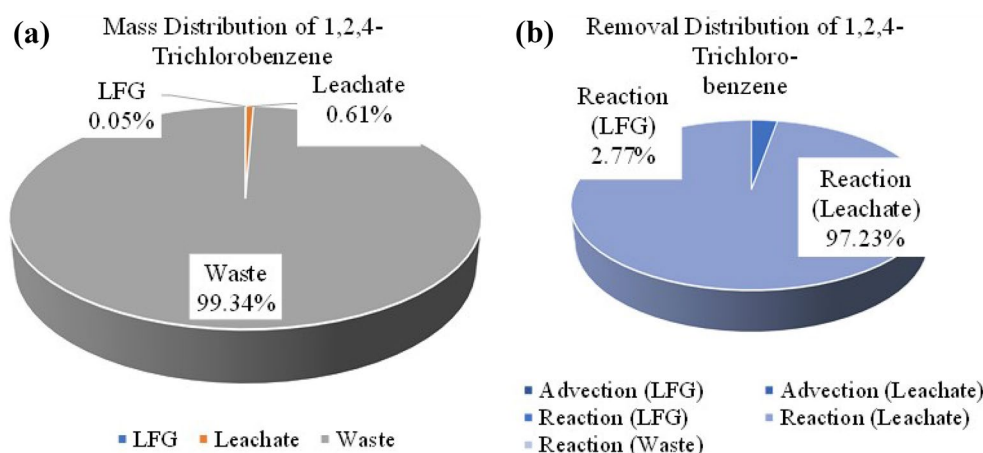 (a)
Mass Distribution of 1,2,4-
Trichlorobenzene
LFG
0.05%
Leachate
0.61%
Waste
99.34%
LFG Leachate Waste
(b)
Removal Distribution of 1,2,4-
Trichloro-
benzene
Reaction
(LFG)
2.77%
Reaction
(Leachate)
97.23%
Advection (LFG) Advection (Leachate)
Reaction (LFG) Reaction (Leachate)
Reaction (Waste)